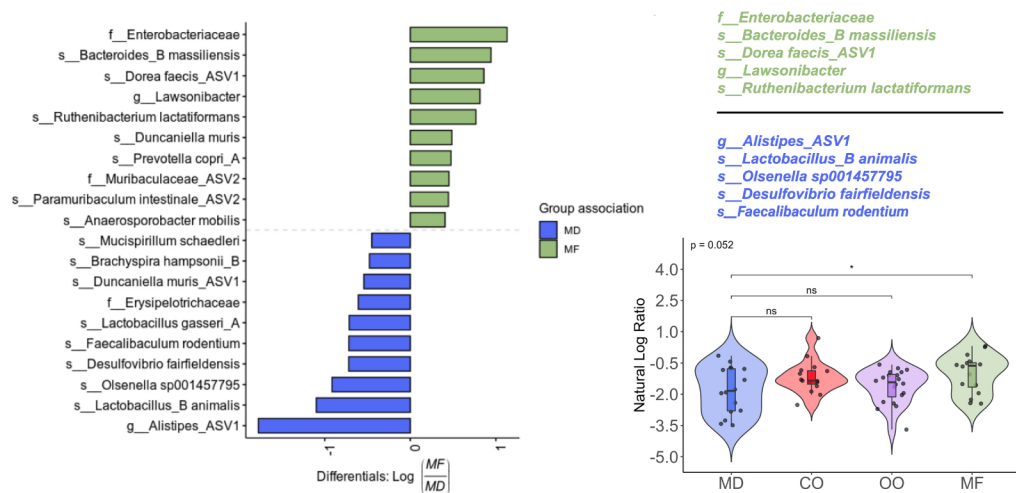 f__Enterobacteriaceae
s__Bacteroides_B massiliensis
s__Dorea faecis_ASV1
g__Lawsonibacter
s__Ruthenibacterium lactatiformans
s__Duncaniella muris
s__Prevotella copri_A
f__Muribaculaceae_ASV2
s__Paramuribaculum intestinale_ASV2
s__Anaerosporobacter mobilis
s__Mucispirillum schaedleri
s__Brachyspira hampsonii_B
s__Duncaniella muris_ASV1
f__Erysipelotrichaceae
s__Lactobacillus gasseri_A
s__Faecalibaculum rodentium
s__Desulfovibrio fairfieldensis
s__Olsenella sp001457795
s__Lactobacillus_B animalis
g__Alistipes_ASV1
-1
0
1
Differentials: Log (MF/MD)
Group association
MD
MF
f__Enterobacteriaceae
s__Bacteroides_B massiliensis
s__Dorea faecis_ASV1
g__Lawsonibacter
s__Ruthenibacterium lactatiformans
g__Alistipes_ASV1
s__Lactobacillus_B animalis
s__Olsenella sp001457795
s__Desulfovibrio fairfieldensis
s__Faecalibaculum rodentium
p = 0.052
Natural Log Ratio
4.0
2.5
1.0
-0.5
-2.0
-3.5
-5.0
*
ns
ns
MD
CO
OO
MF